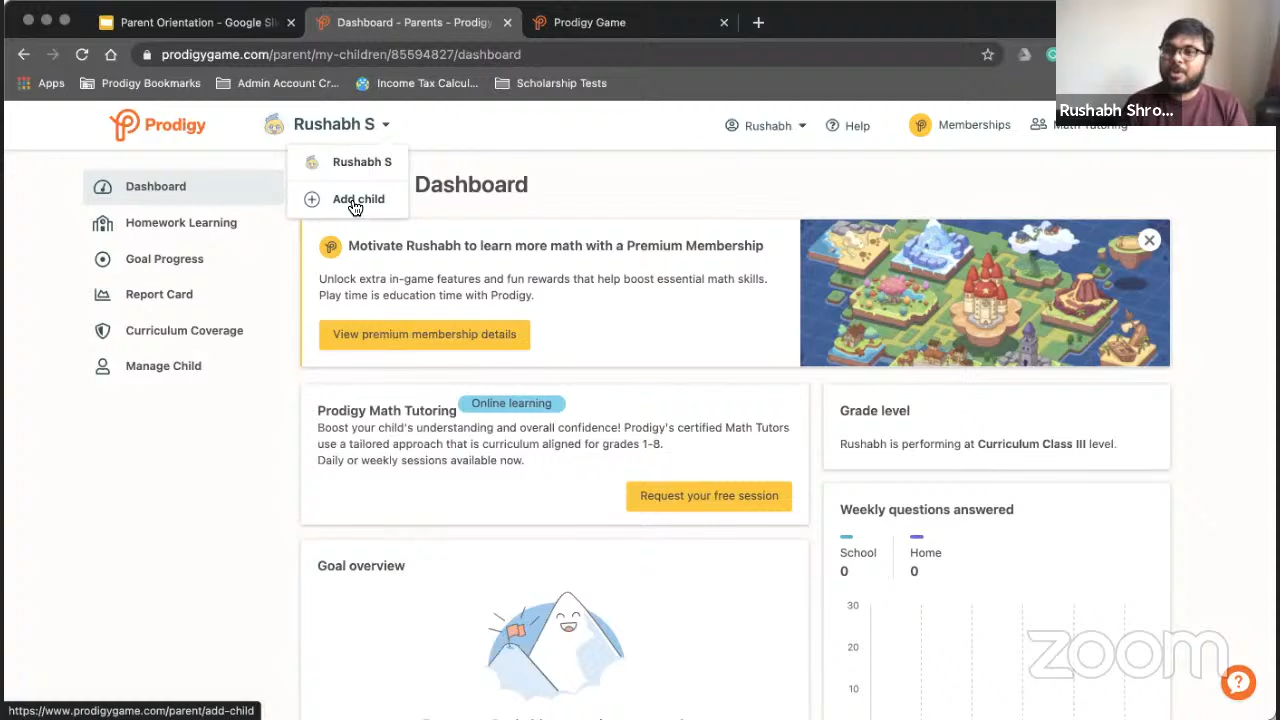 Parent Orientation - Google Sli
Dashboard - Parents - Prodigy
Prodigy Game
prodigygame.com/parent/my-children/85594827/dashboard
Apps
Prodigy Bookmarks
Admin Account Cr...
Income Tax Calcul...
Scholarship Tests
Rushabh Shro...
Prodigy
Rushabh S
Rushabh
Help
Memberships
Math Tutoring
Rushabh S
Add child
Dashboard
Homework Learning
Goal Progress
Report Card
Curriculum Coverage
Manage Child
Dashboard
Motivate Rushabh to learn more math with a Premium Membership
Unlock extra in-game features and fun rewards that help boost essential math skills.
Play time is education time with Prodigy.
View premium membership details
Prodigy Math Tutoring
Online learning
Boost your child's understanding and overall confidence! Prodigy's certified Math Tutors
use a tailored approach that is curriculum aligned for grades 1-8.
Daily or weekly sessions available now.
Request your free session
Grade level
Rushabh is performing at Curriculum Class III level.
Weekly questions answered
School
Home
0
0
30
20
10
Goal overview
zoom
https://www.prodigygame.com/parent/add-child